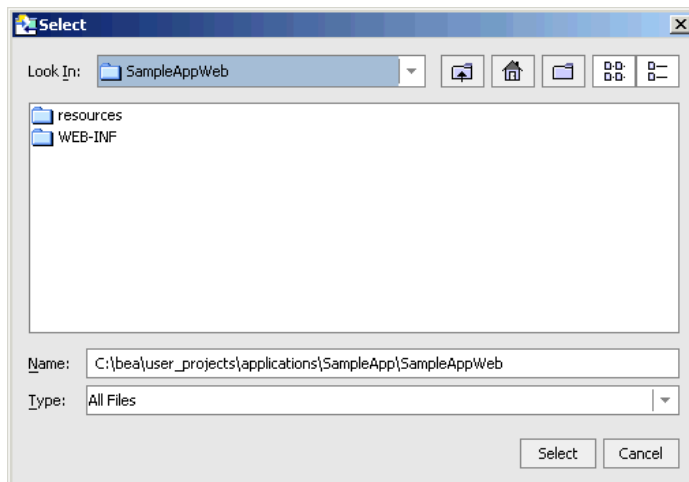 Select
Look In: SampleAppWeb
resources
WEB-INF
Name: C:\bea\user_projects\applications\SampleApp\SampleAppWeb
Type: All Files
Select Cancel